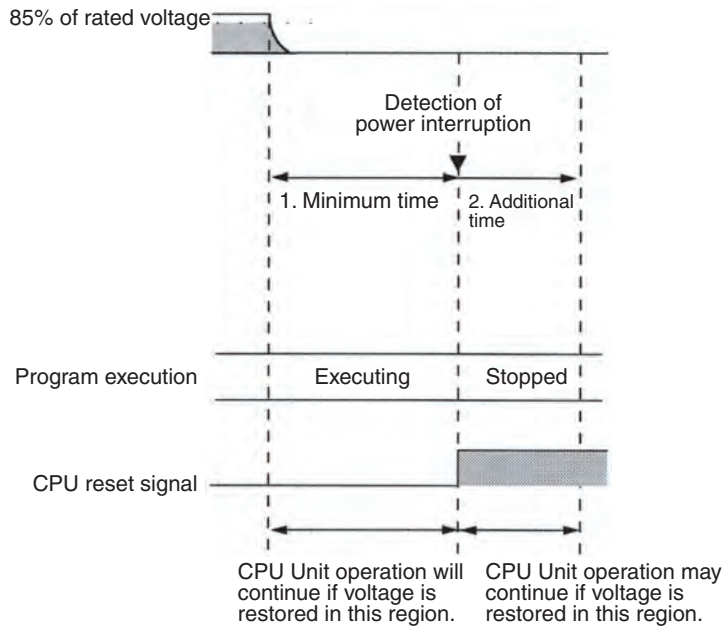 85% of rated voltage
Detection of
power interruption
1. Minimum time
2. Additional
time
Program execution
Executing
Stopped
CPU reset signal
CPU Unit operation will
continue if voltage is
restored in this region.
CPU Unit operation may
continue if voltage is
restored in this region.